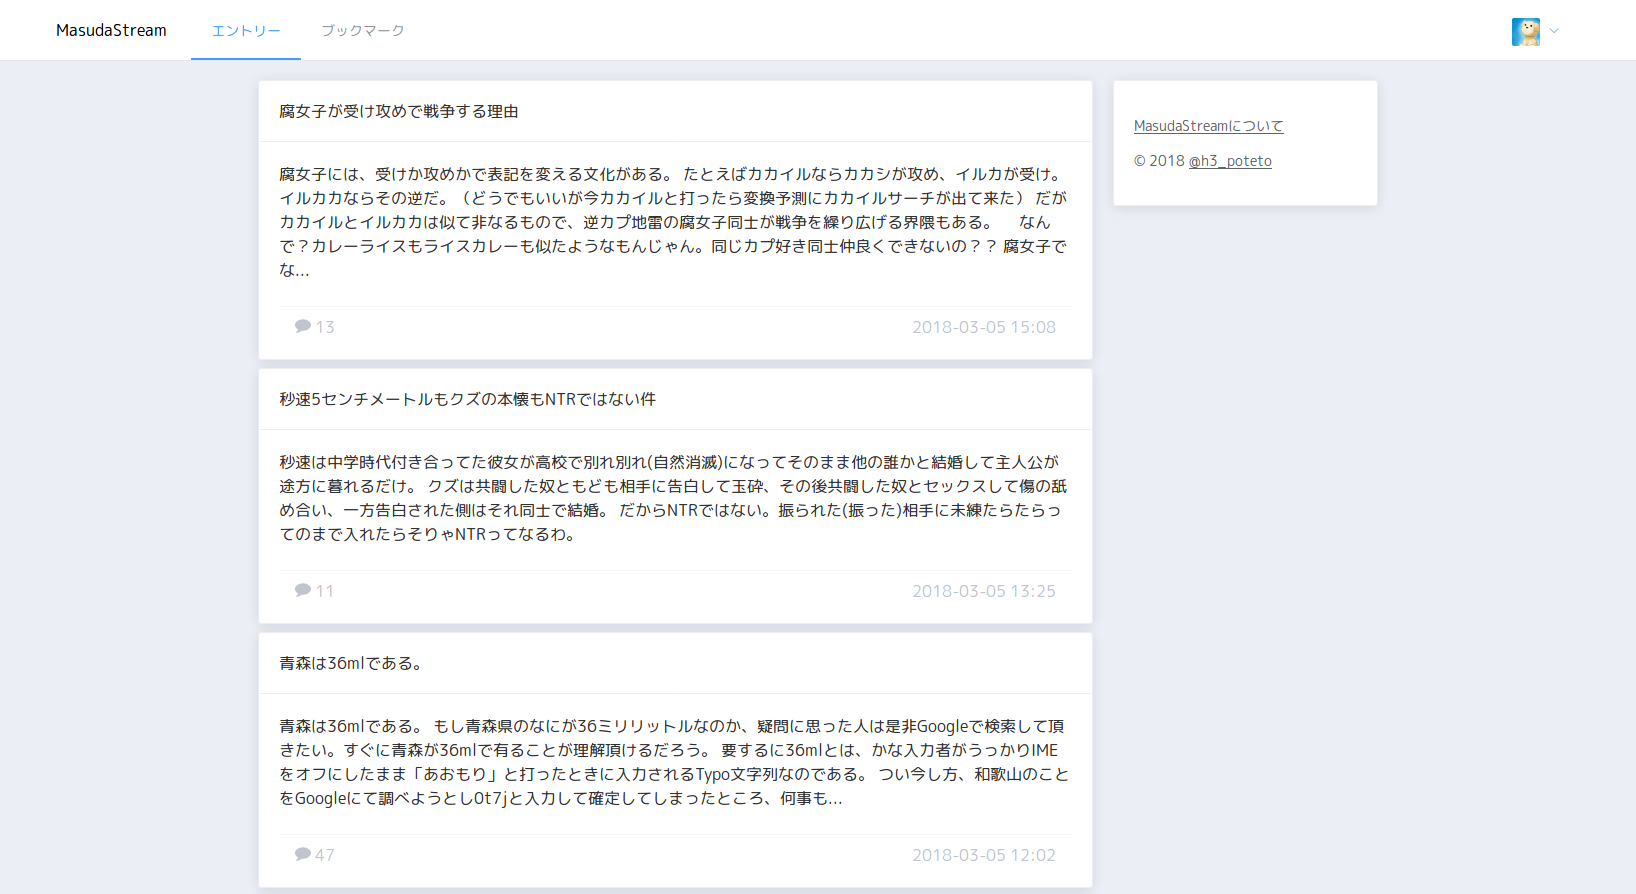 MasudaStream エントリー ブックマーク
腐女子が受け攻めで戦争する理由
腐女子には、受けか攻めかで表記を変える文化がある。 たとえばカカイルならカカシが攻め、イルカが受け。
イルカカならその逆だ。（どうでもいいが今カカイルと打ったら変換予測にカカイルサーチが出て来た） だが
カカイルとイルカカは似て非なるもので、逆カプ地雷の腐女子同士が戦争を繰り広げる界隈もある。　 なん
で？カレーライスもライスカレーも似たようなもんじゃん。同じカプ好き同士仲良くできないの？？ 腐女子で
な...
13 2018-03-05 15:08
秒速5センチメートルもクズの本懐もNTRではない件
秒速は中学時代付き合ってた彼女が高校で別れ別れ(自然消滅)になってそのまま他の誰かと結婚して主人公が
途方に暮れるだけ。 クズは共闘した奴ともども相手に告白して玉砕、その後共闘した奴とセックスして傷の舐
め合い、一方告白された側はそれ同士で結婚。 だからNTRではない。振られた(振った)相手に未練たらたらっ
てのまで入れたらそりゃNTRってなるわ。
11 2018-03-05 13:25
青森は36mlである。
青森は36mlである。 もし青森県のなにが36ミリリットルなのか、疑問に思った人は是非Googleで検索して頂
きたい。すぐに青森が36mlで有ることが理解頂けるだろう。 要するに36mlとは、かな入力者がうっかりIME
をオフにしたまま「あおもり」と打ったときに入力されるTypo文字列なのである。 つい今し方、和歌山のこと
をGoogleにて調べようとし0t7jと入力して確定してしまったところ、何事も...
47 2018-03-05 12:02
MasudaStreamについて
© 2018 @h3_poteto